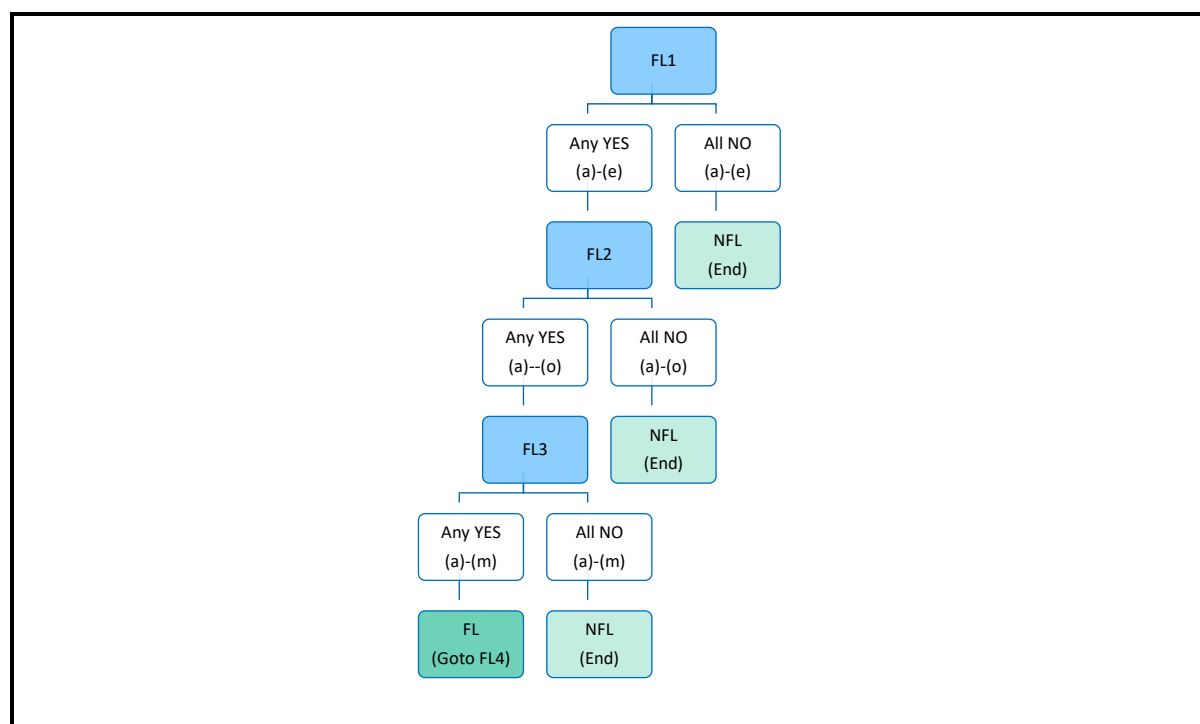 FL1
Any YES
(a)-(e)
All NO
(a)-(e)
FL2
NFL
(End)
Any YES
(a)--(o)
All NO
(a)-(o)
FL3
NFL
(End)
Any YES
(a)-(m)
All NO
(a)-(m)
FL
(Goto FL4)
NFL
(End)